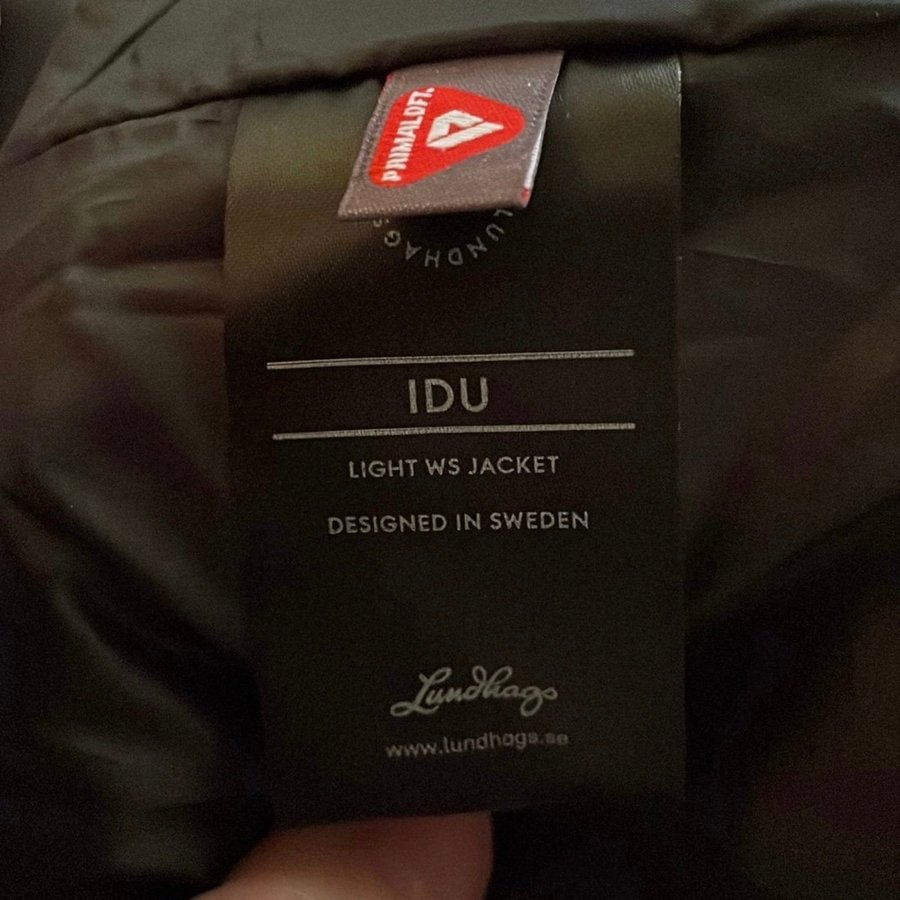 PRIMALOFT.
LUNDHAGS
IDU
LIGHT WS JACKET
DESIGNED IN SWEDEN
Lundhags
www.lundhags.se